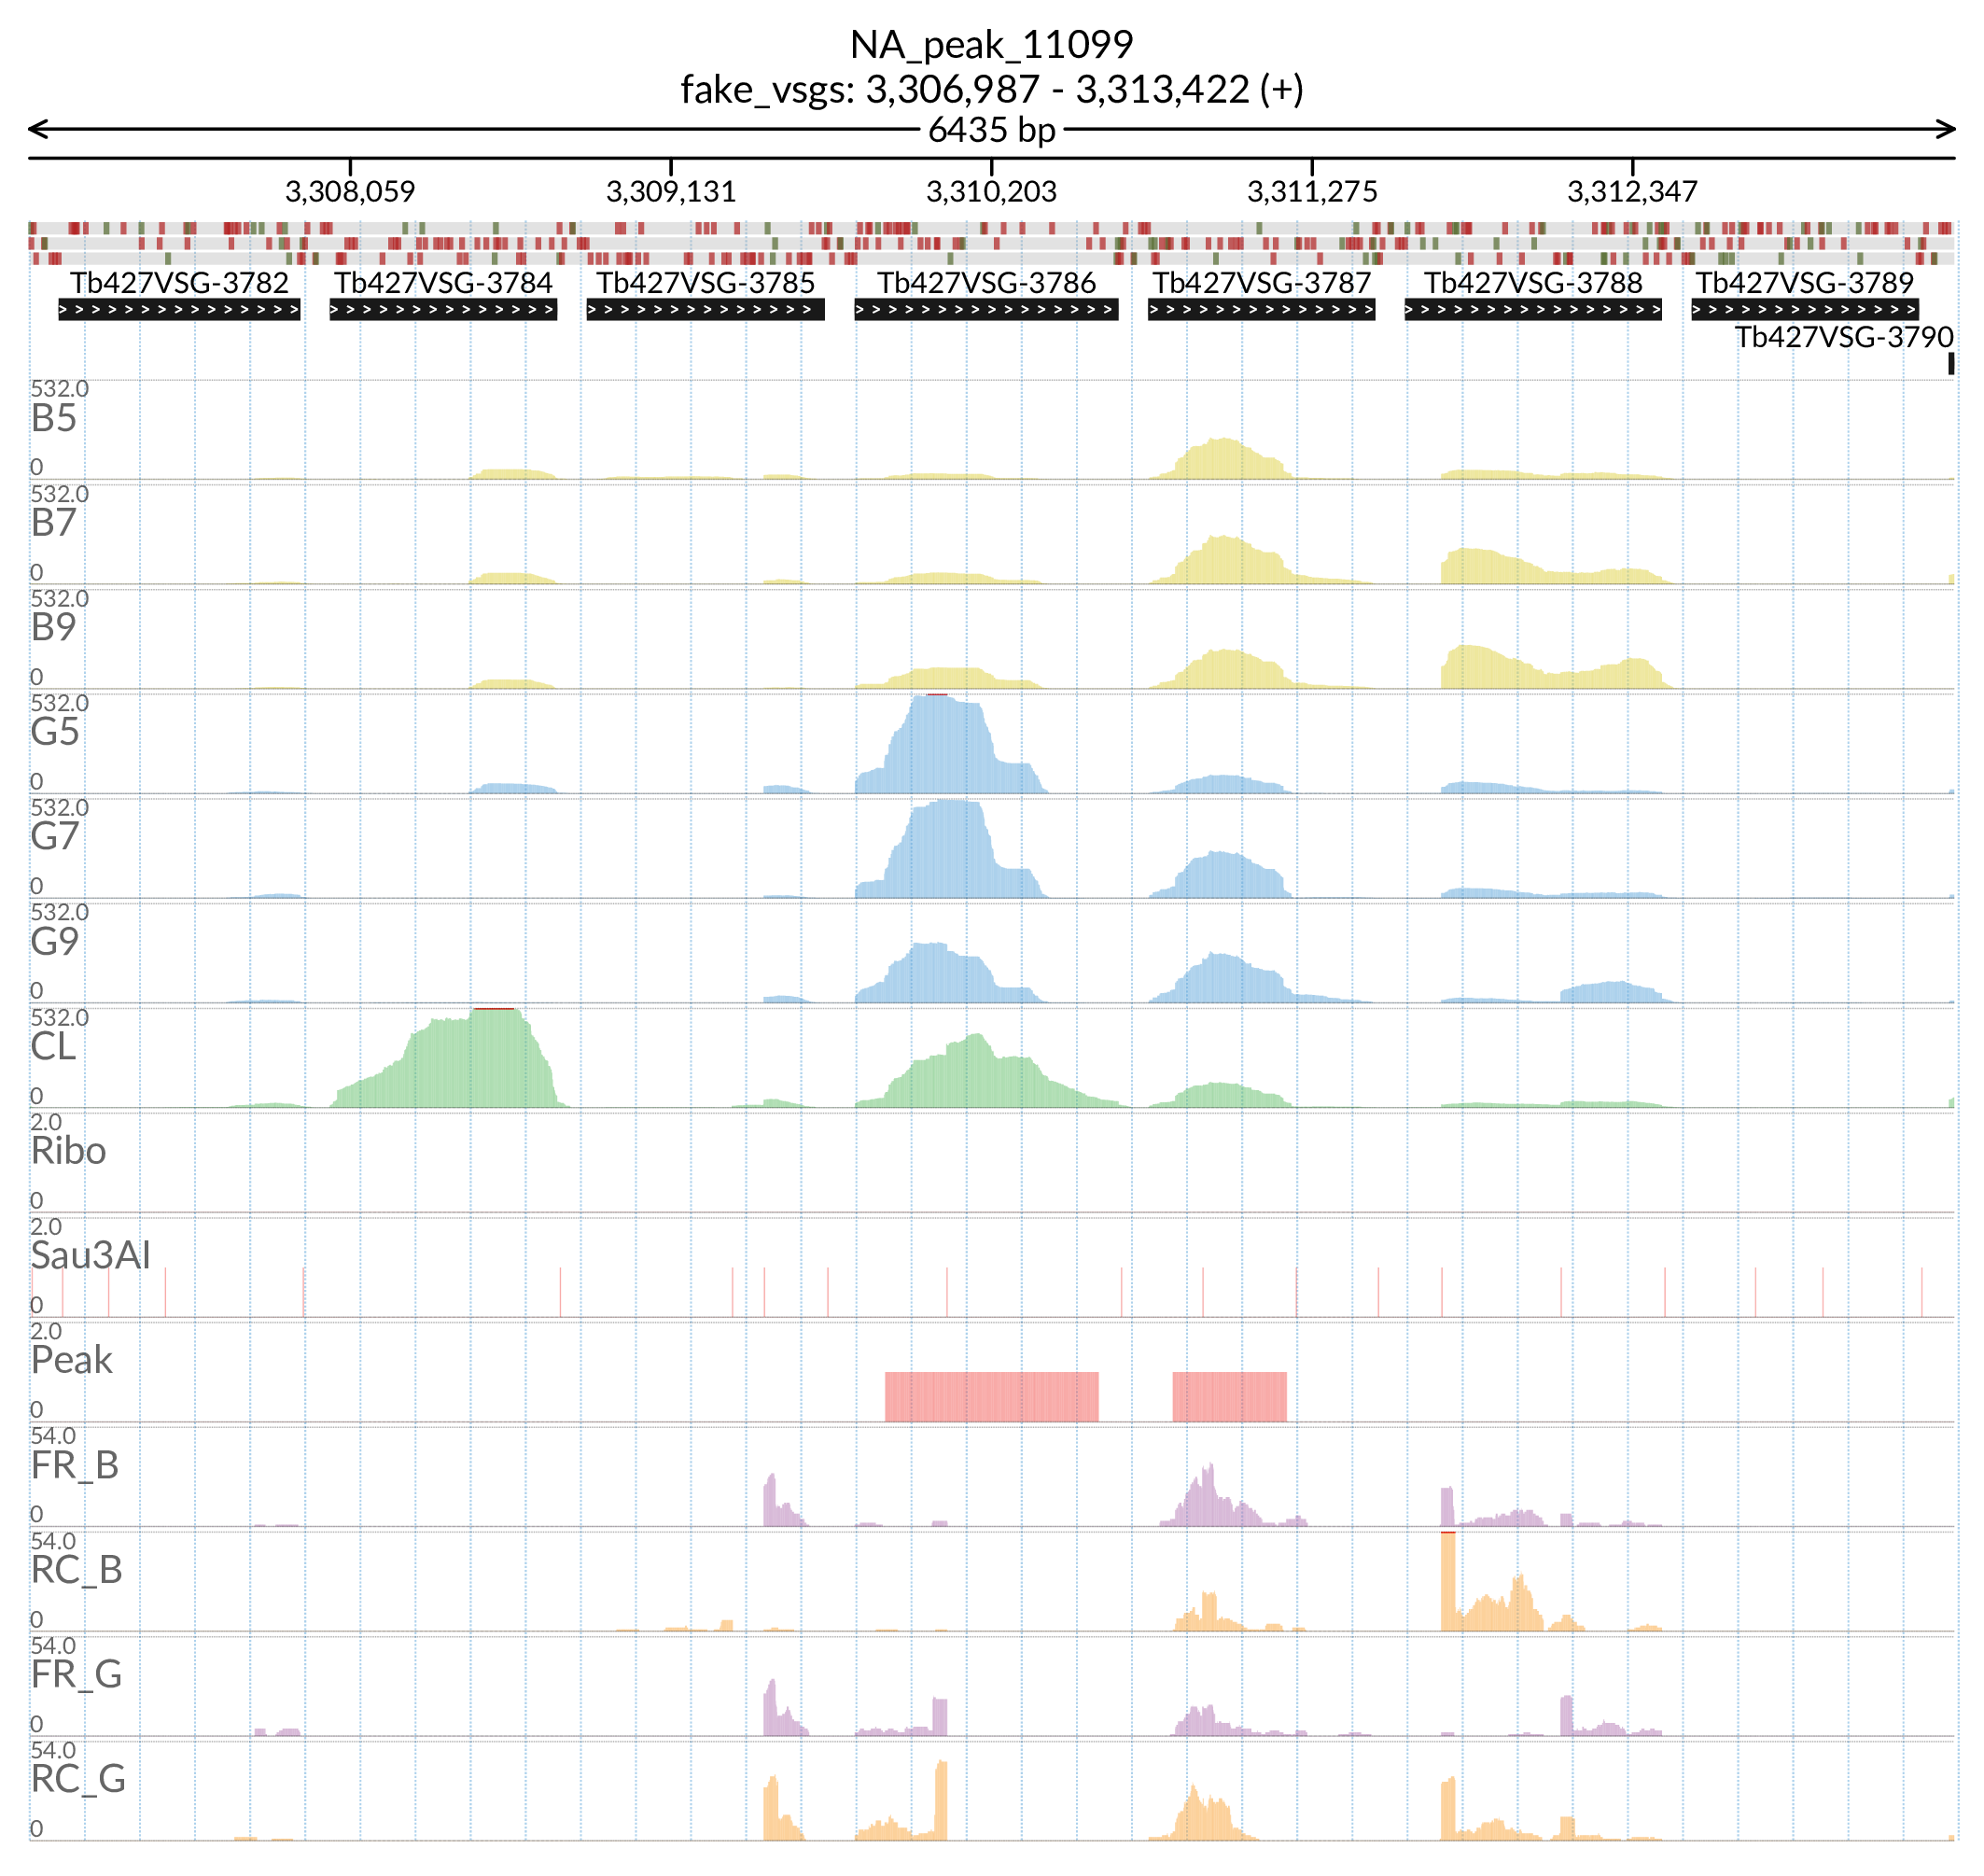 NA_peak_11099
fake_vsgs: 3,306,987 - 3,313,422 (+)
6435 bp
3,308,059 3,309,131 3,310,203 3,311,275 3,312,347
Tb427VSG-3782 Tb427VSG-3784 Tb427VSG-3785 Tb427VSG-3786 Tb427VSG-3787 Tb427VSG-3788 Tb427VSG-3789
Tb427VSG-3790
532.0
B5
0
532.0
B7
0
532.0
B9
0
532.0
G5
0
532.0
G7
0
532.0
G9
0
532.0
CL
0
2.0
Ribo
0
2.0
Sau3AI
0
2.0
Peak
0
54.0
FR_B
0
54.0
RC_B
0
54.0
FR_G
0
54.0
RC_G
0